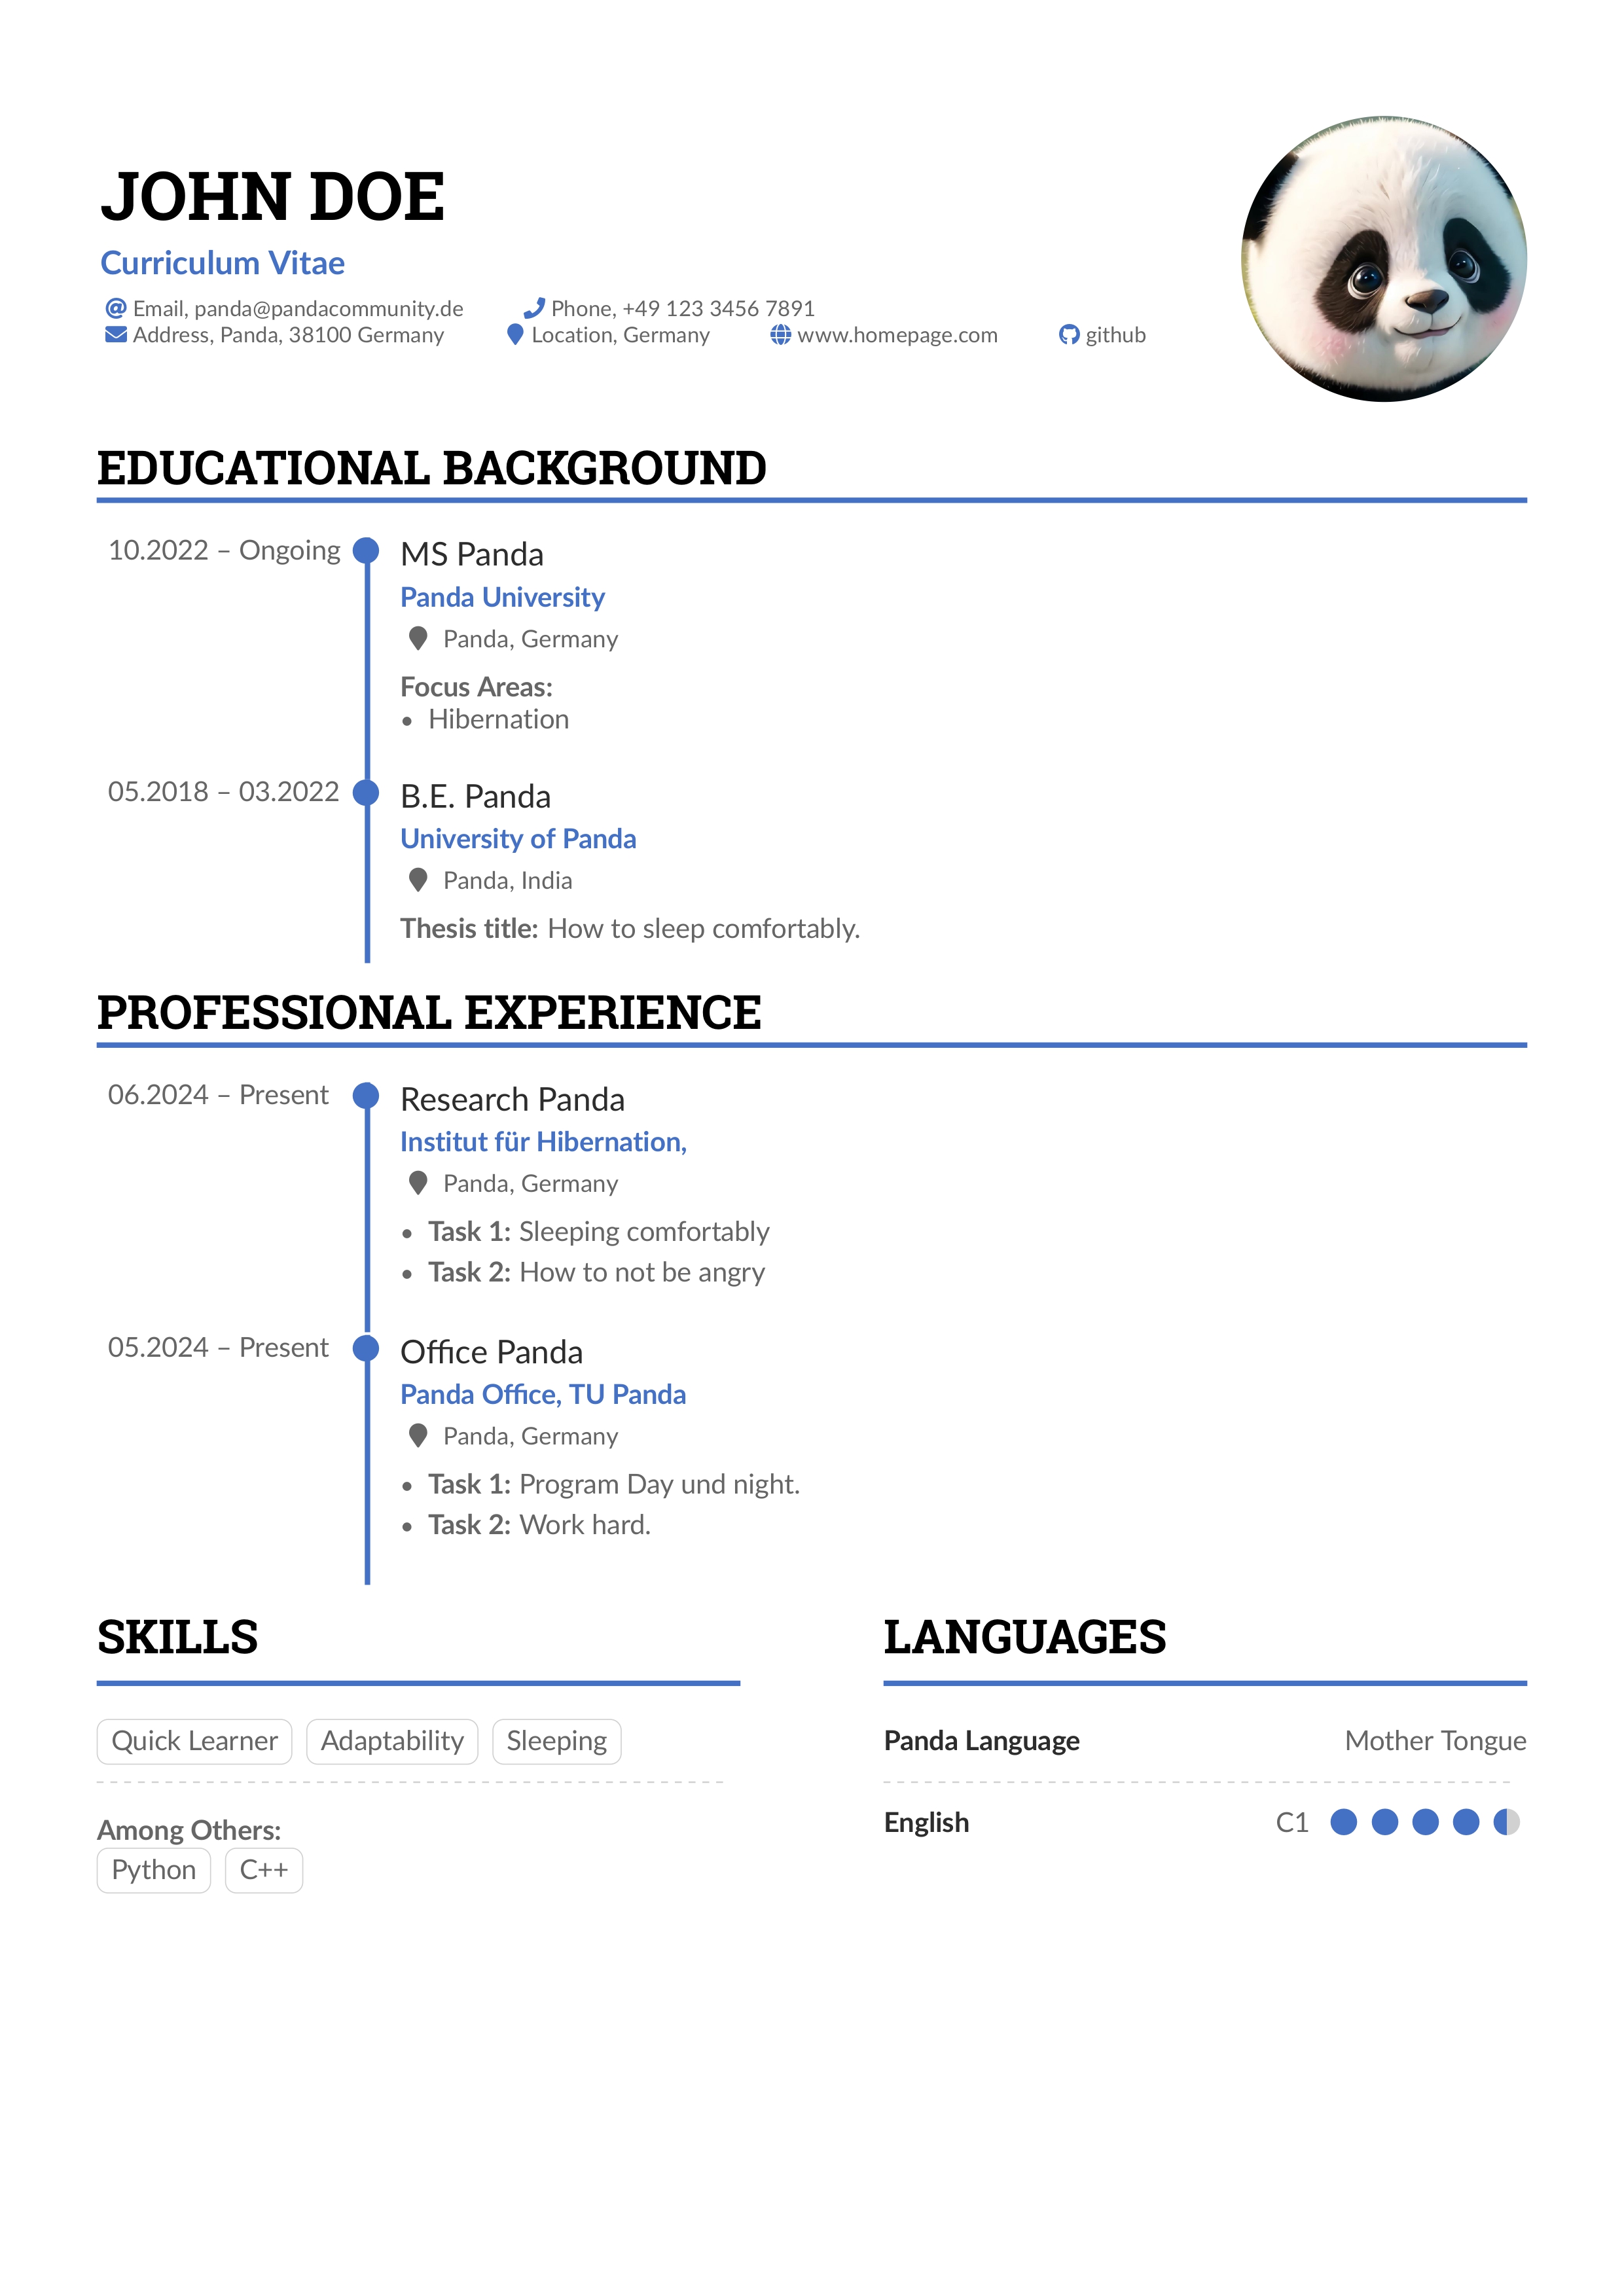 JOHN DOE
Curriculum Vitae
Email, panda@pandacommunity.de Phone, +49 123 3456 7891
Address, Panda, 38100 Germany Location, Germany www.homepage.com github
EDUCATIONAL BACKGROUND
10.2022 – Ongoing MS Panda
Panda University
Panda, Germany
Focus Areas:
• Hibernation
05.2018 – 03.2022 B.E. Panda
University of Panda
Panda, India
Thesis title: How to sleep comfortably.
PROFESSIONAL EXPERIENCE
06.2024 – Present Research Panda
Institut für Hibernation,
Panda, Germany
• Task 1: Sleeping comfortably
• Task 2: How to not be angry
05.2024 – Present Office Panda
Panda Office, TU Panda
Panda, Germany
• Task 1: Program Day und night.
• Task 2: Work hard.
SKILLS
Quick Learner Adaptability Sleeping
Among Others:
Python C++
LANGUAGES
Panda Language Mother Tongue
English C1